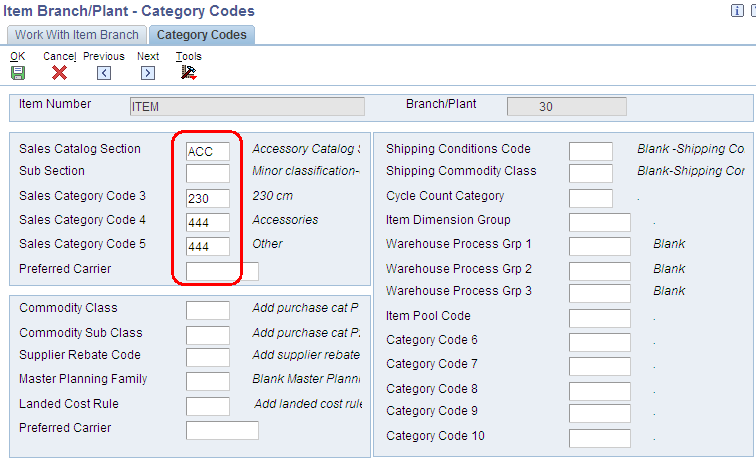 Item Branch/Plant - Category Codes
Work With Item Branch Category Codes
OK Cancel Previous Next Tools
Item Number ITEM Branch/Plant 30
Sales Catalog Section ACC Accessory Catalog
Sub Section Minor classification-
Sales Category Code 3 230 230 cm
Sales Category Code 4 444 Accessories
Sales Category Code 5 444 Other
Preferred Carrier
Commodity Class Add purchase cat P
Commodity Sub Class Add purchase cat P
Supplier Rebate Code Add supplier rebate
Master Planning Family Blank Master Planni
Landed Cost Rule Add landed cost rule
Preferred Carrier
Shipping Conditions Code Blank -Shipping Co
Shipping Commodity Class Blank-Shipping Con
Cycle Count Category .
Item Dimension Group .
Warehouse Process Grp 1 Blank
Warehouse Process Grp 2 Blank
Warehouse Process Grp 3 Blank
Item Pool Code .
Category Code 6 .
Category Code 7 .
Category Code 8 .
Category Code 9 .
Category Code 10 .